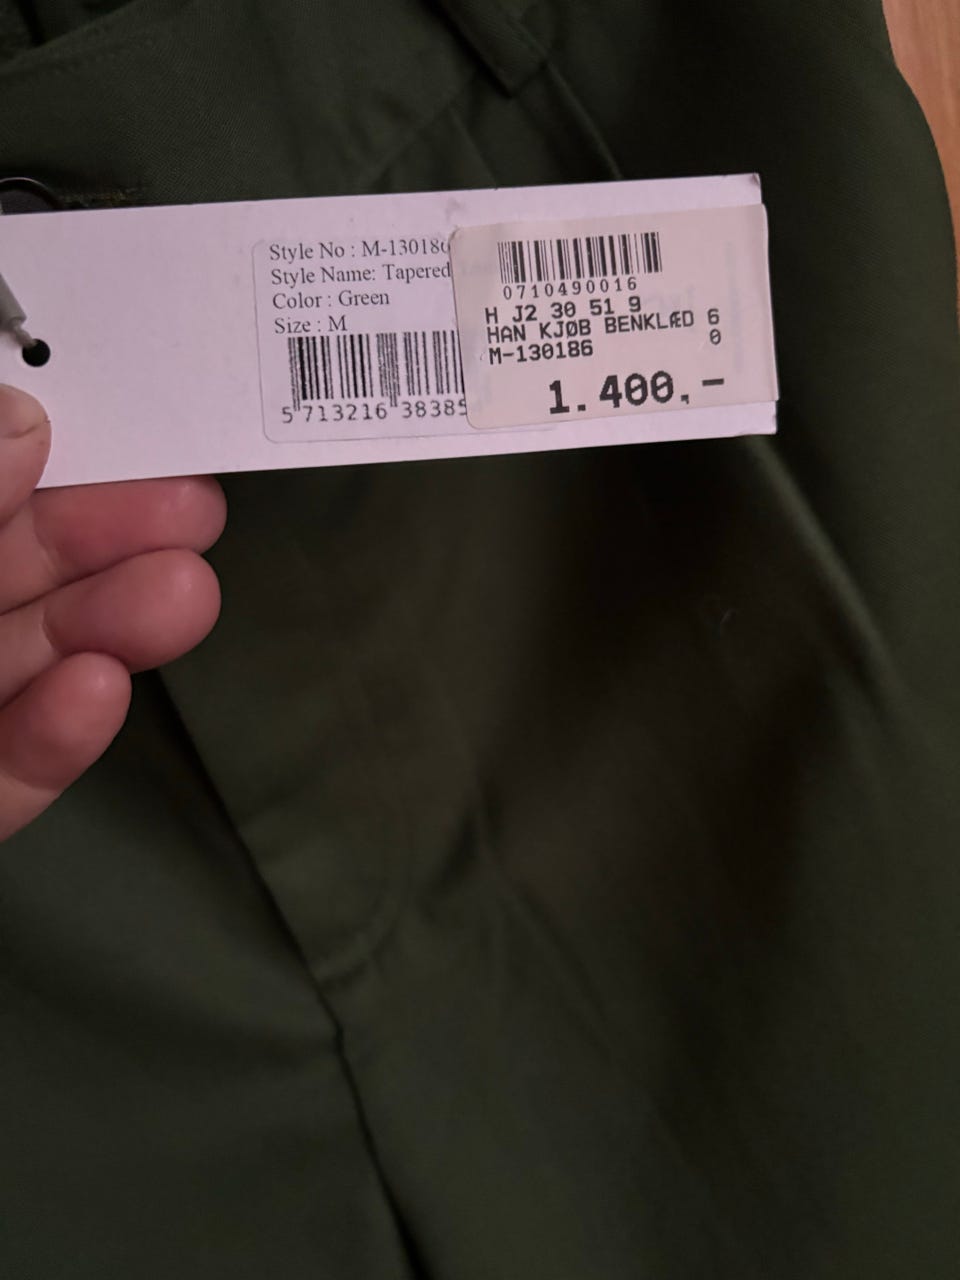 Style No : M-130186
Style Name: Tapered
Color : Green
Size : M
5 713216 38385
0710490016
H J2 30 51 9
HAN KJØB BENKLÆD 6
M-130186 0
1.400,-